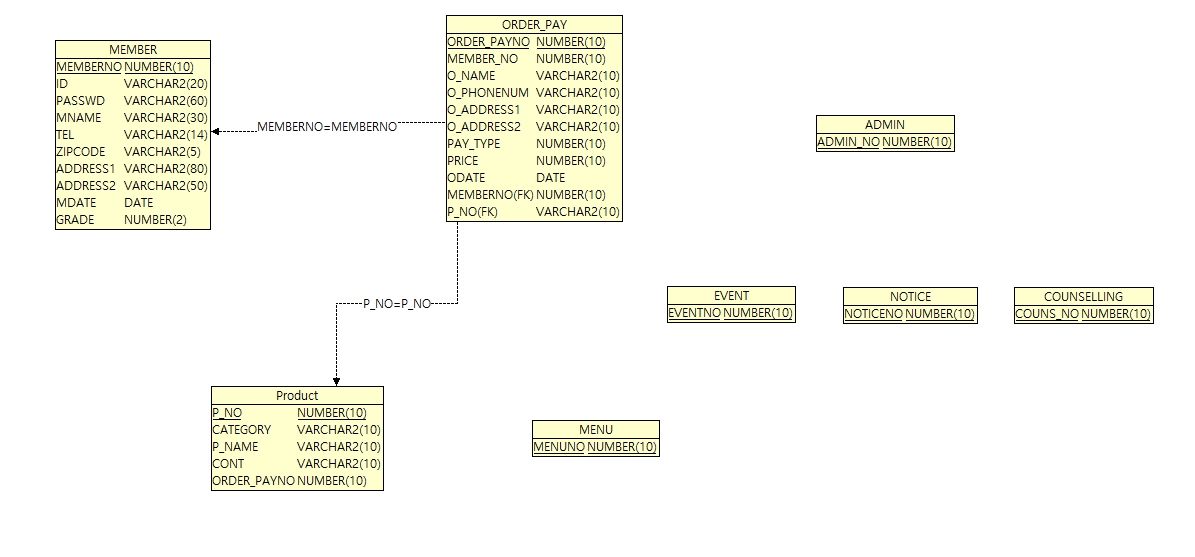 MEMBER
MEMBERNO NUMBER(10)
ID VARCHAR2(20)
PASSWD VARCHAR2(60)
MNAME VARCHAR2(30)
TEL VARCHAR2(14)
ZIPCODE VARCHAR2(5)
ADDRESS1 VARCHAR2(80)
ADDRESS2 VARCHAR2(50)
MDATE DATE
GRADE NUMBER(2)
MEMBERNO=MEMBERNO
ORDER_PAY
ORDER_PAYNO NUMBER(10)
MEMBER_NO NUMBER(10)
O_NAME VARCHAR2(10)
O_PHONENUM VARCHAR2(10)
O_ADDRESS1 VARCHAR2(10)
O_ADDRESS2 VARCHAR2(10)
PAY_TYPE NUMBER(10)
PRICE NUMBER(10)
ODATE DATE
MEMBERNO(FK) NUMBER(10)
P_NO(FK) VARCHAR2(10)
ADMIN
ADMIN_NO NUMBER(10)
P_NO=P_NO
EVENT
EVENTNO NUMBER(10)
NOTICE
NOTICENO NUMBER(10)
COUNSELLING
COUNS_NO NUMBER(10)
Product
P_NO NUMBER(10)
CATEGORY VARCHAR2(10)
P_NAME VARCHAR2(10)
CONT VARCHAR2(10)
ORDER_PAYNO NUMBER(10)
MENU
MENUNO NUMBER(10)